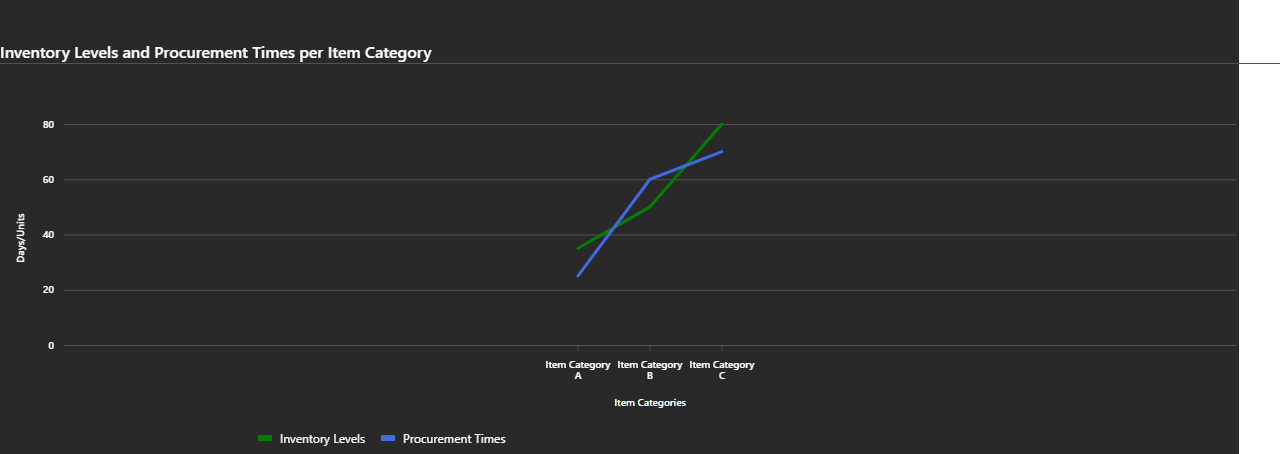 Inventory Levels and Procurement Times per Item Category
80
60
40
20
0
Days/Units
Item Category Item Category Item Category
A B C
Item Categories
Inventory Levels Procurement Times